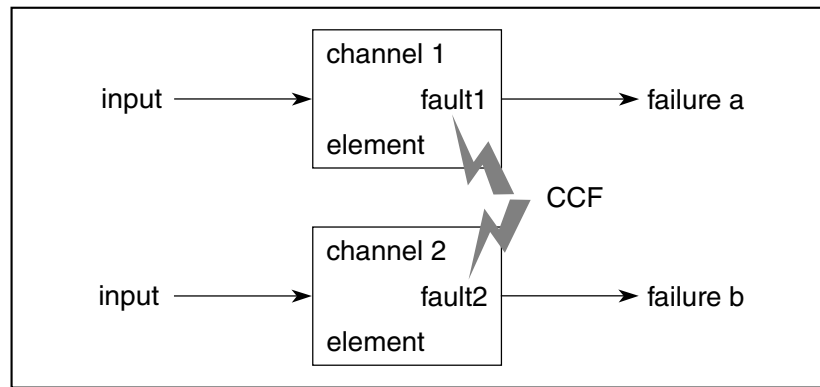 channel 1
input
fault1
failure a
element
CCF
channel 2
input
fault2
failure b
element